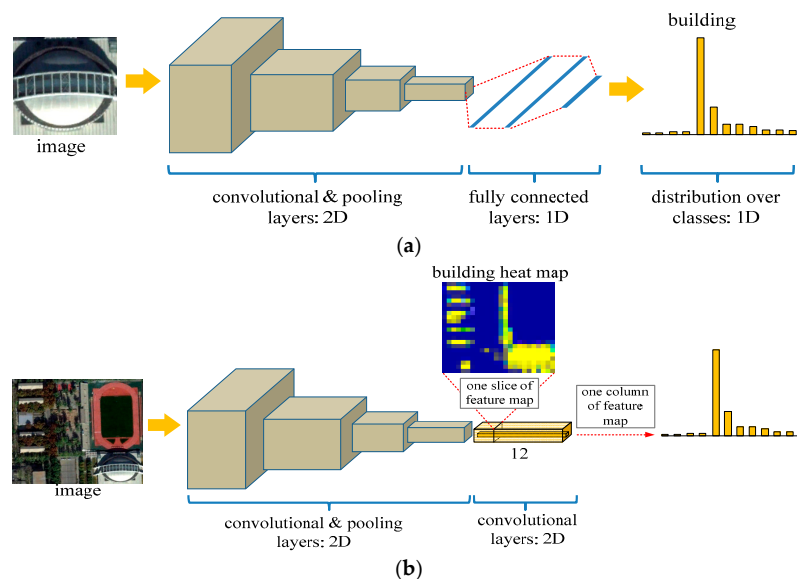 building
image
convolutional & pooling
layers: 2D
fully connected
layers: 1D
distribution over
classes: 1D
(a)
building heat map
one slice of
feature map
one column
of feature
map
12
image
convolutional & pooling
layers: 2D
convolutional
layers: 2D
(b)